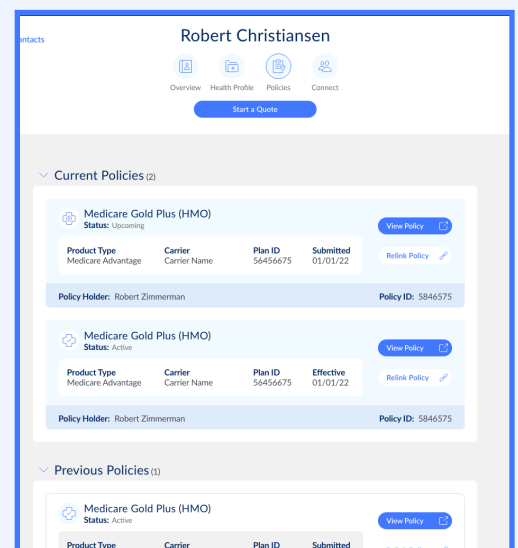 ontacts
Robert Christiansen
Overview Health Profile Policies Connect
Start a Quote
Current Policies (2)
Medicare Gold Plus (HMO)
Status: Upcoming
View Policy
Product Type Carrier Plan ID Submitted
Medicare Advantage Carrier Name 56456675 01/01/22
Relink Policy
Policy Holder: Robert Zimmerman Policy ID: 5846575
Medicare Gold Plus (HMO)
Status: Active
View Policy
Product Type Carrier Plan ID Effective
Medicare Advantage Carrier Name 56456675 01/01/22
Relink Policy
Policy Holder: Robert Zimmerman Policy ID: 5846575
Previous Policies (1)
Medicare Gold Plus (HMO)
Status: Active
View Policy
Product Type Carrier Plan ID Submitted